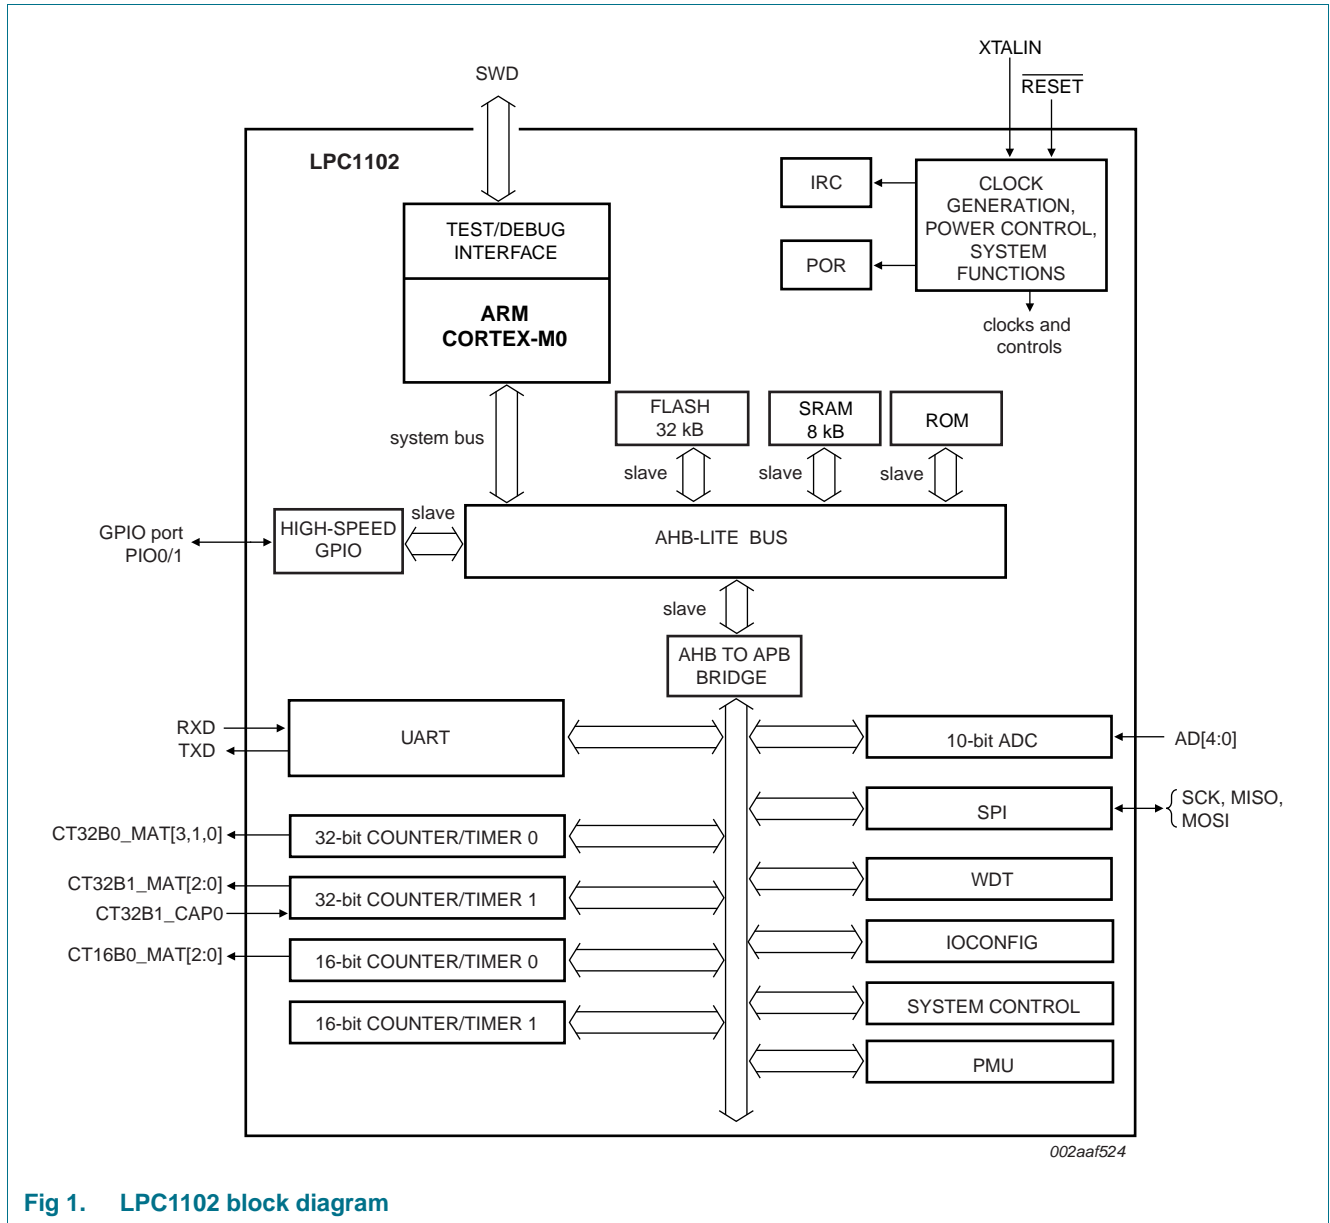 XTALIN
SWD
RESET
LPC1102
IRC
CLOCK
GENERATION,
POWER CONTROL,
SYSTEM
FUNCTIONS
POR
clocks and
controls
TEST/DEBUG
INTERFACE
ARM
CORTEX-M0
system bus
FLASH
32 kB
SRAM
8 kB
ROM
slave
slave
slave
GPIO port
PIO0/1
HIGH-SPEED
GPIO
slave
AHB-LITE BUS
slave
AHB TO APB
BRIDGE
RXD
TXD
UART
10-bit ADC
AD[4:0]
SPI
SCK, MISO,
MOSI
CT32B0_MAT[3,1,0]
32-bit COUNTER/TIMER 0
WDT
CT32B1_MAT[2:0]
CT32B1_CAP0
32-bit COUNTER/TIMER 1
IOCONFIG
CT16B0_MAT[2:0]
16-bit COUNTER/TIMER 0
SYSTEM CONTROL
16-bit COUNTER/TIMER 1
PMU
002aaf524
Fig 1. LPC1102 block diagram